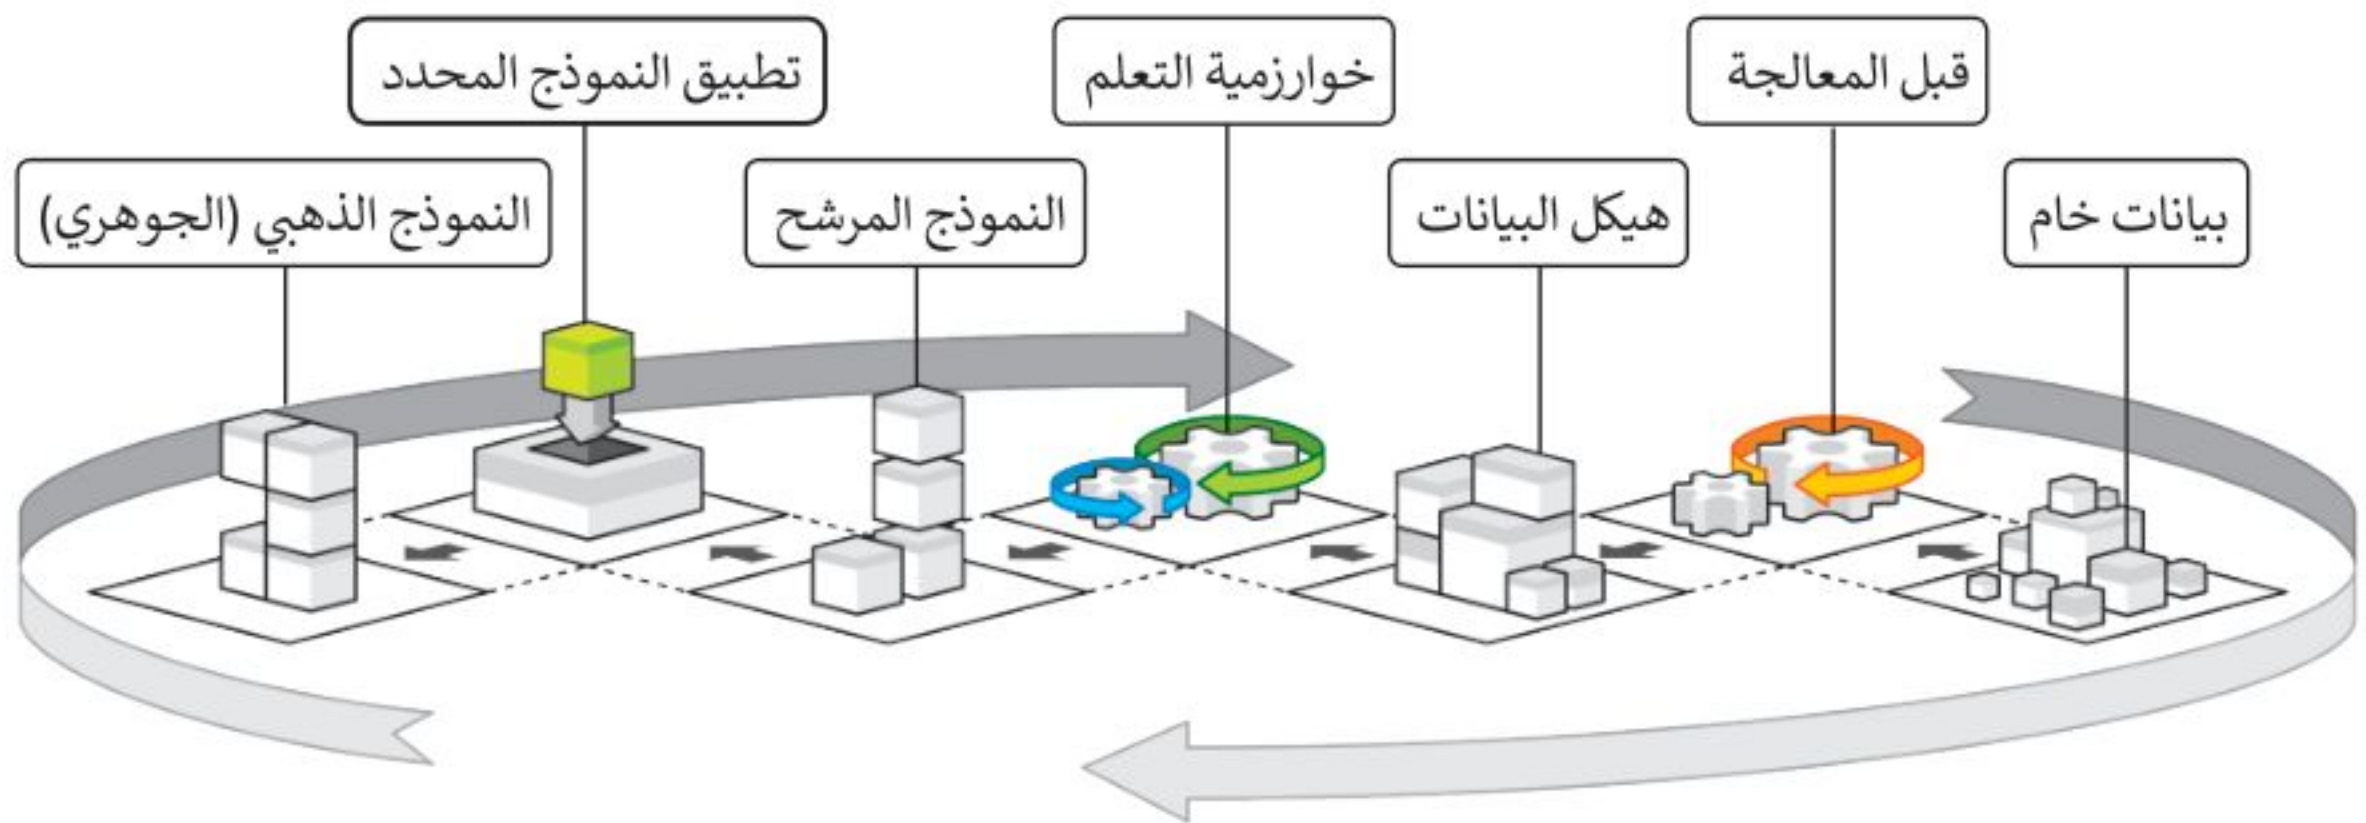 بيانات خام
قبل المعالجة
هيكل البيانات
خوارزمية التعلم
النموذج المرشح
تطبيق النموذج المحدد
النموذج الذهبي (الجوهري)